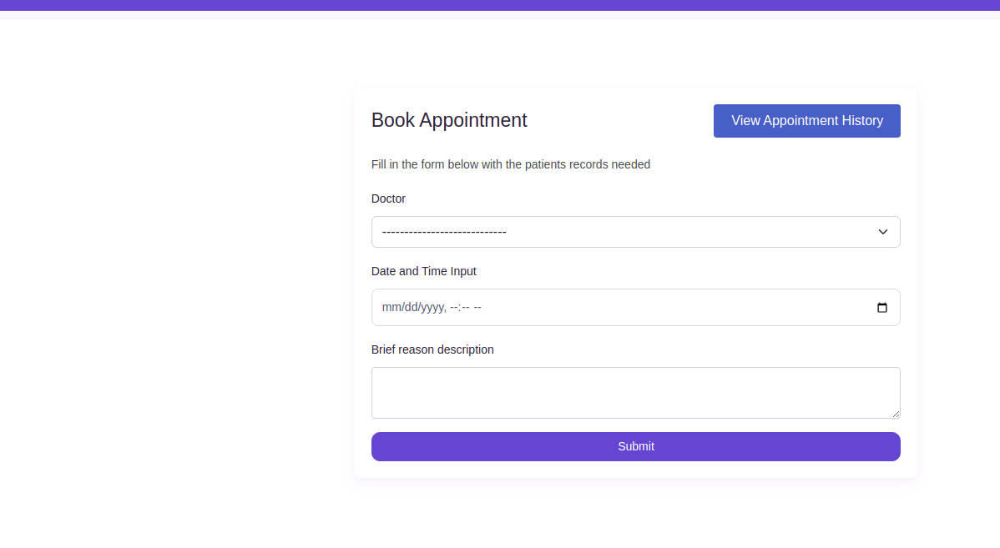 Book Appointment
View Appointment History
Fill in the form below with the patients records needed
Doctor
----------------------------
Date and Time Input
mm/dd/yyyy, --:-- --
Brief reason description
Submit